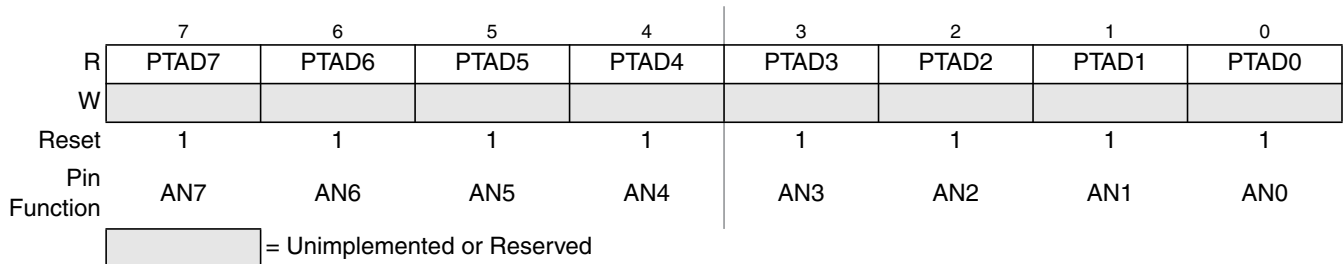 7 6 5 4 3 2 1 0
R PTAD7 PTAD6 PTAD5 PTAD4 PTAD3 PTAD2 PTAD1 PTAD0
W
Reset 1 1 1 1 1 1 1 1
Pin
Function AN7 AN6 AN5 AN4 AN3 AN2 AN1 AN0
= Unimplemented or Reserved